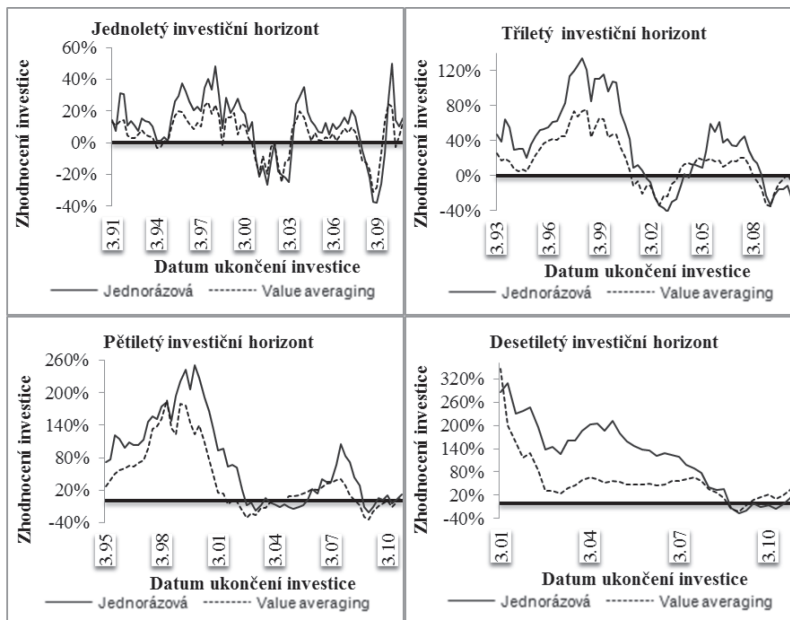 Jednoletý investiční horizont
Zhodnocení investice
60%
40%
20%
0%
-20%
-40%
3.91
3.94
3.97
3.00
3.03
3.06
3.09
Datum ukončení investice
Jednorázová
Value averaging
Tříletý investiční horizont
Zhodnocení investice
120%
80%
40%
0%
-40%
3.93
3.96
3.99
3.02
3.05
3.08
Datum ukončení investice
Jednorázová
Value averaging
Pětiletý investiční horizont
Zhodnocení investice
260%
200%
140%
80%
20%
-40%
3.95
3.98
3.01
3.04
3.07
3.10
Datum ukončení investice
Jednorázová
Value averaging
Desetiletý investiční horizont
Zhodnocení investice
320%
260%
200%
140%
80%
20%
-40%
3.01
3.04
3.07
3.10
Datum ukončení investice
Jednorázová
Value averaging